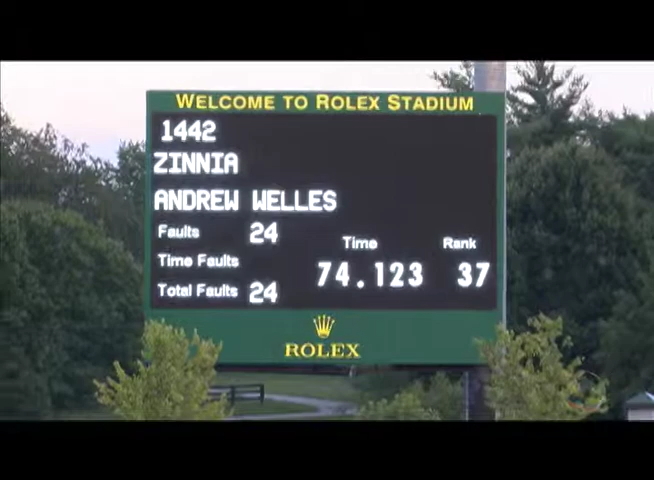 WELCOME TO ROLEX STADIUM
1442
ZINNIA
ANDREW WELLES
Faults 24
Time Faults
Time Rank
74.123 37
Total Faults 24
ROLEX